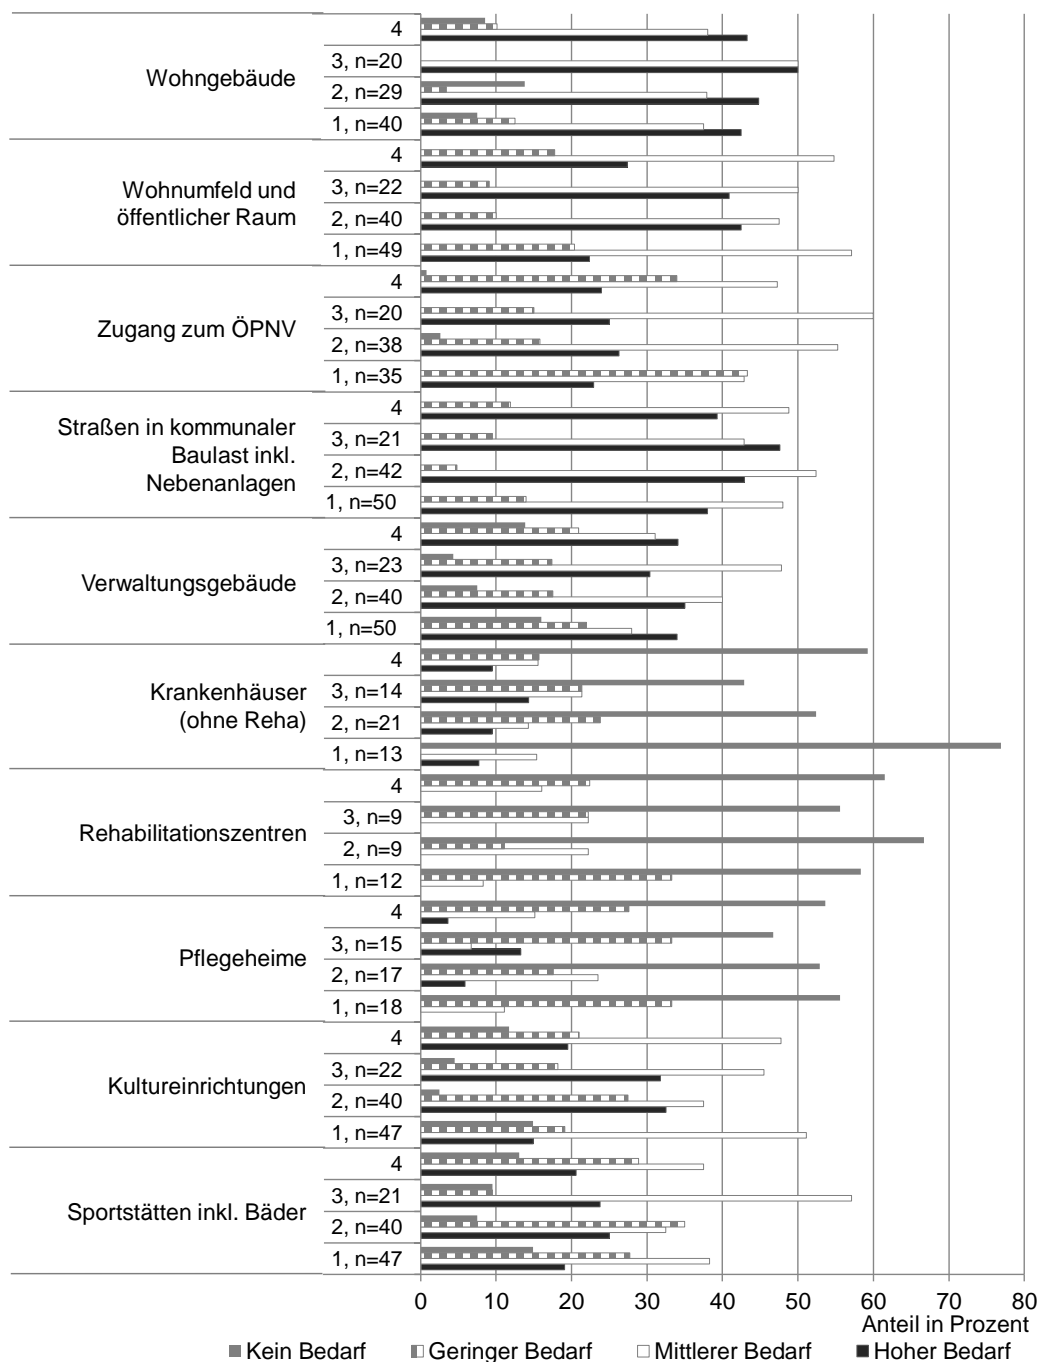 4
3, n=20
Wohngebäude
2, n=29
1, n=40
4
3, n=22
Wohnumfeld und
öffentlicher Raum
2, n=40
1, n=49
4
3, n=20
Zugang zum ÖPNV
2, n=38
1, n=35
4
3, n=21
Straßen in kommunaler
Baulast inkl.
Nebenanlagen
2, n=42
1, n=50
4
3, n=23
Verwaltungsgebäude
2, n=40
1, n=50
4
3, n=14
Krankenhäuser
(ohne Reha)
2, n=21
1, n=13
4
3, n=9
Rehabilitationszentren
2, n=9
1, n=12
4
3, n=15
Pflegeheime
2, n=17
1, n=18
4
3, n=22
Kultureinrichtungen
2, n=40
1, n=47
4
3, n=21
Sportstätten inkl. Bäder
2, n=40
1, n=47
0 10 20 30 40 50 60 70 80
Anteil in Prozent
Kein Bedarf Geringer Bedarf Mittlerer Bedarf Hoher Bedarf